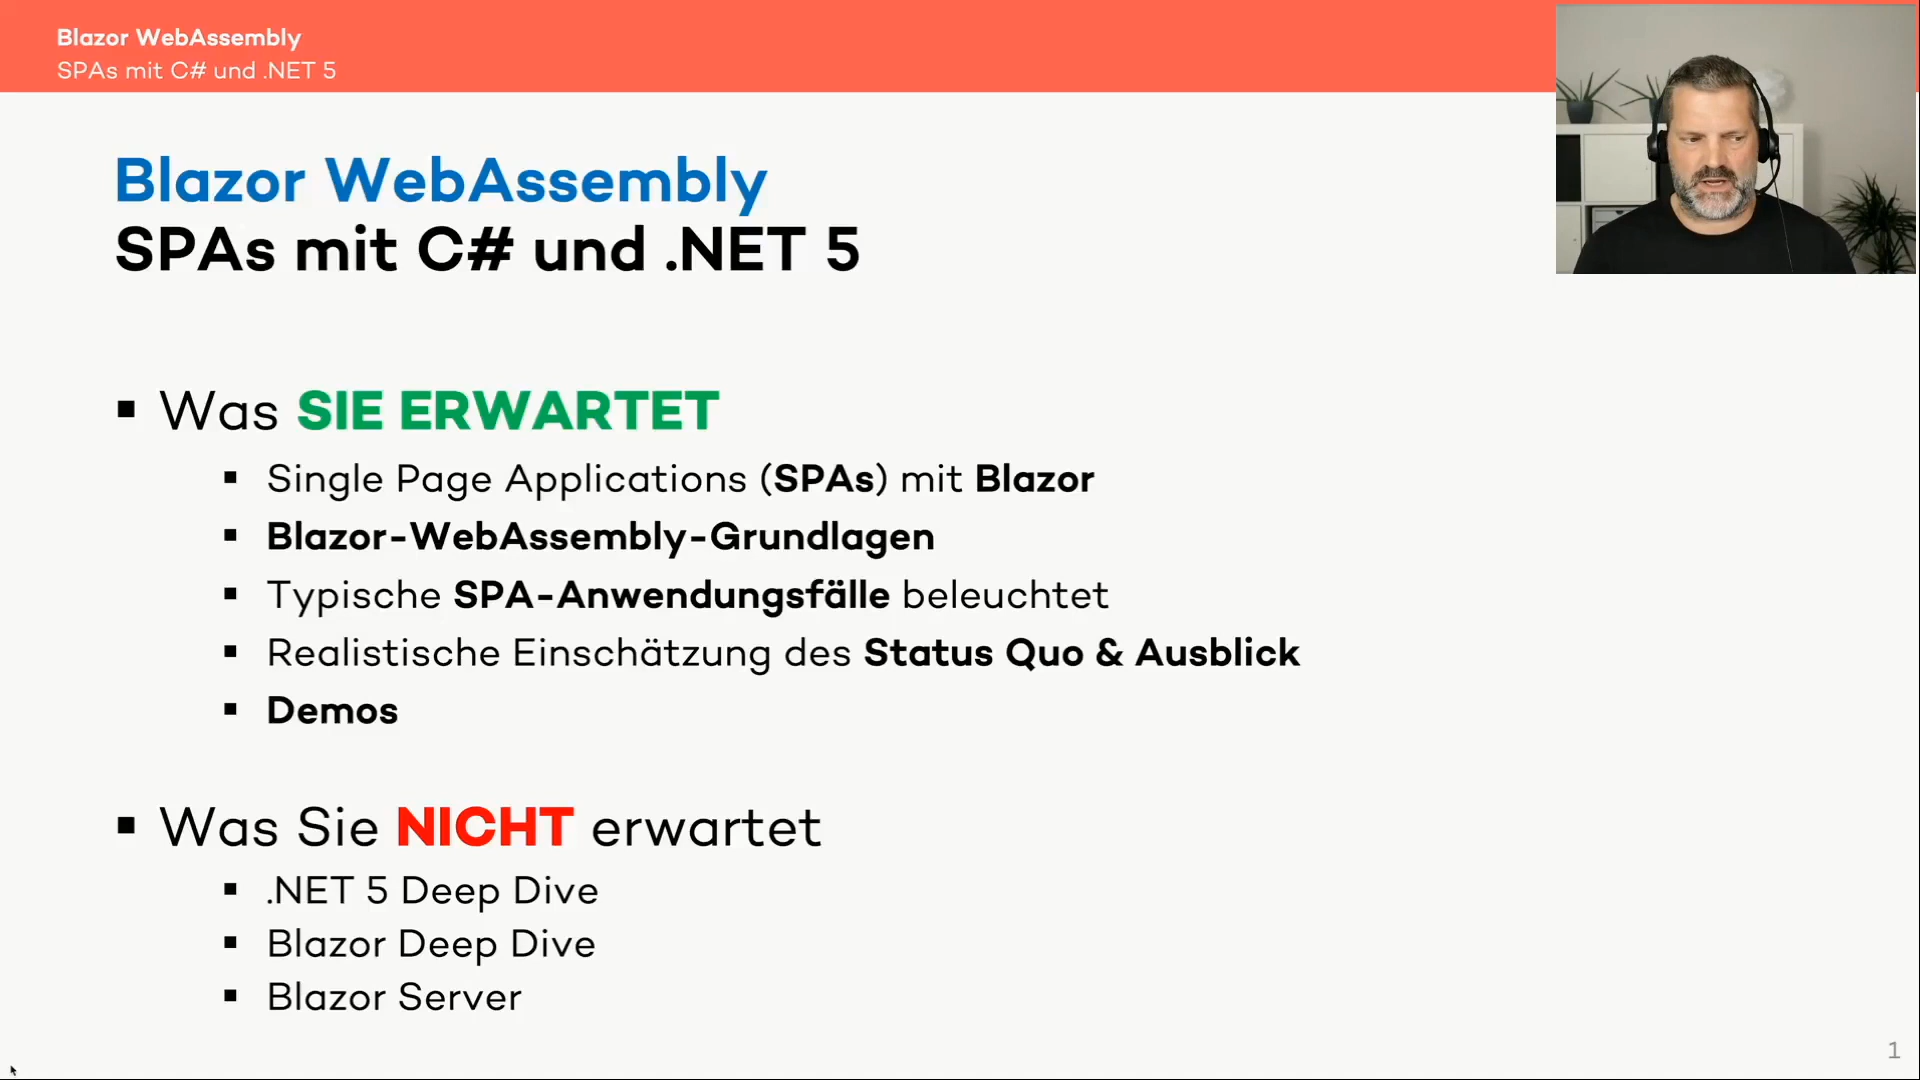 Blazor WebAssembly
SPAs mit C# und .NET 5
Blazor WebAssembly
SPAs mit C# und .NET 5
▪ Was SIE ERWARTET
▪ Single Page Applications (SPAs) mit Blazor
▪ Blazor-WebAssembly-Grundlagen
▪ Typische SPA-Anwendungsfälle beleuchtet
▪ Realistische Einschätzung des Status Quo & Ausblick
▪ Demos
▪ Was Sie NICHT erwartet
▪ .NET 5 Deep Dive
▪ Blazor Deep Dive
▪ Blazor Server
1